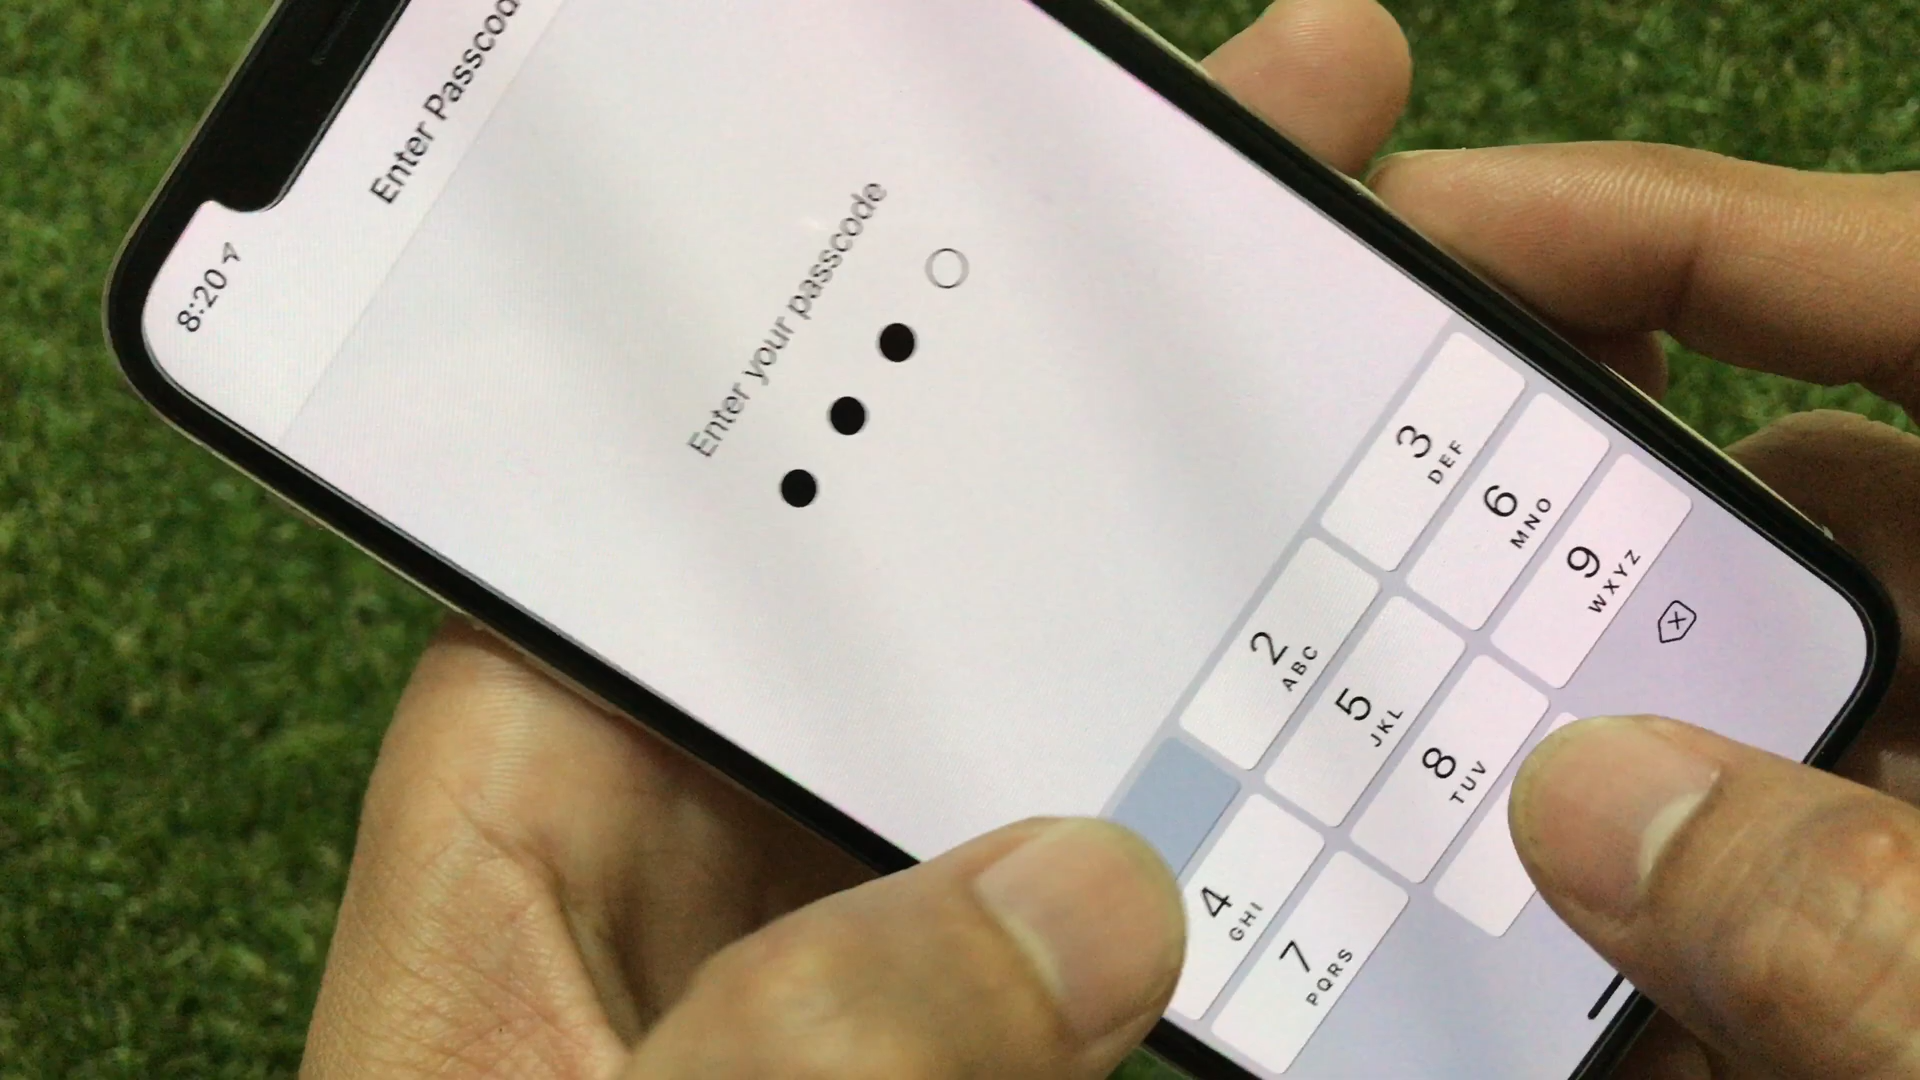 8:20
Enter Passcod
Enter your passcode
2
ABC
3
DEF
4
GHI
5
JKL
6
MNO
7
PQRS
8
TUV
9
WXYZ